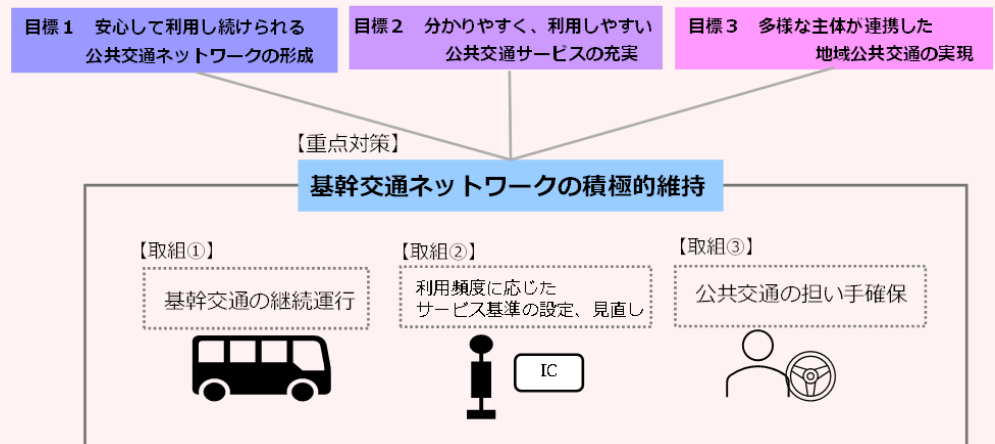 目標１　安心して利用し続けられる
公共交通ネットワークの形成
目標２　分かりやすく、利用しやすい
公共交通サービスの充実
目標３　多様な主体が連携した
地域公共交通の実現
【重点対策】
基幹交通ネットワークの積極的維持
【取組①】
基幹交通の継続運行
【取組②】
利用頻度に応じた
サービス基準の設定、見直し
IC
【取組③】
公共交通の担い手確保